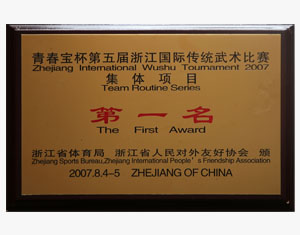 青春宝杯第五届浙江国际传统武术比赛
Zhejiang International Wushu Tournament 2007
集体项目
Team Routine Series
第一名
The First Award
浙江省体育局 浙江省人民对外友好协会 颁
Zhejiang Sports Bureau,Zhejiang International People's Frendship Association
2007.8.4-5 ZHEJIANG OF CHINA